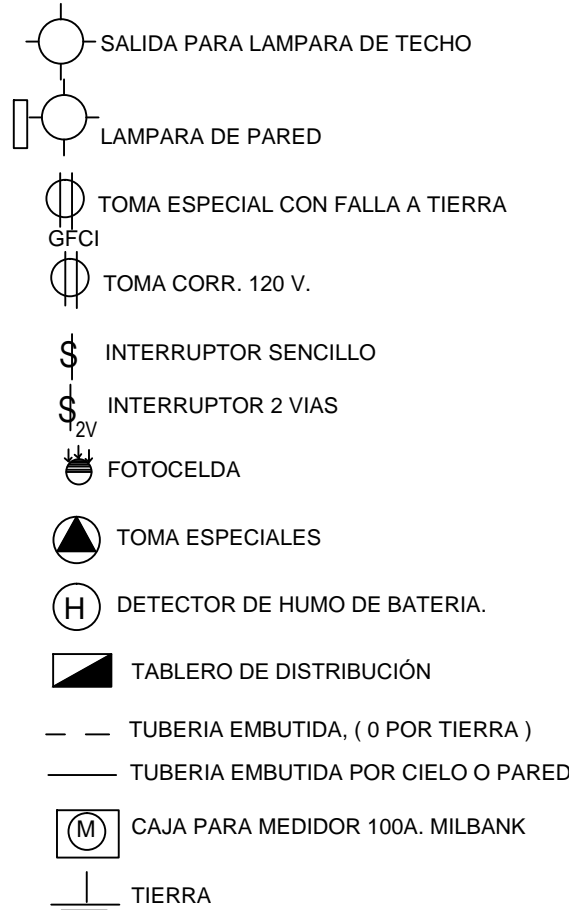 SALIDA PARA LAMPARA DE TECHO
LAMPARA DE PARED
TOMA ESPECIAL CON FALLA A TIERRA
GFCI
TOMA CORR. 120 V.
S INTERRUPTOR SENCILLO
S2V INTERRUPTOR 2 VIAS
FOTOCELDA
TOMA ESPECIALES
H DETECTOR DE HUMO DE BATERIA.
TABLERO DE DISTRIBUCIÓN
TUBERIA EMBUTIDA, ( 0 POR TIERRA )
TUBERIA EMBUTIDA POR CIELO O PARED
M CAJA PARA MEDIDOR 100A. MILBANK
TIERRA